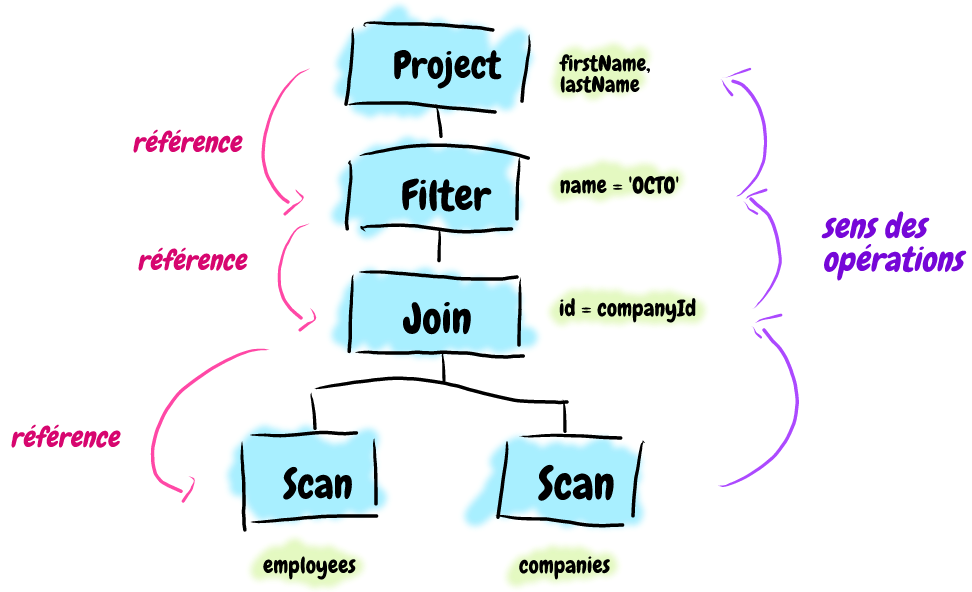 Project
firstName,
lastName
référence
Filter
name = 'OCTO'
sens des
opérations
référence
Join
id = companyId
référence
Scan
Scan
employees
companies